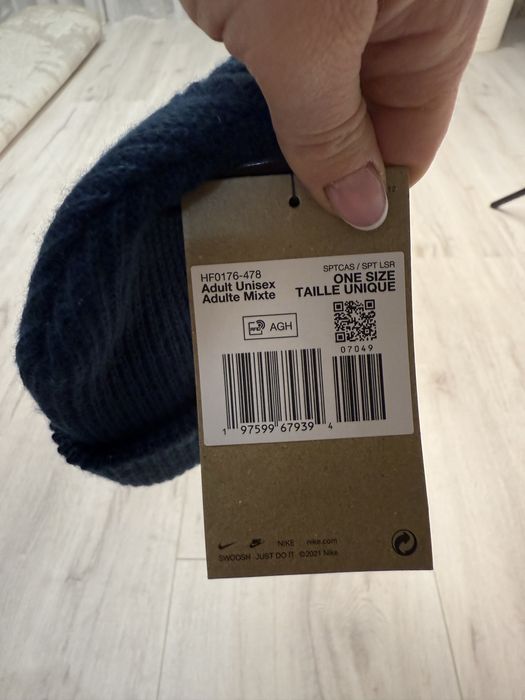 HF0176-478
Adult Unisex
Adulte Mixte
SPTCAS / SPT LSR
ONE SIZE
TAILLE UNIQUE
RFID AGH
07049
1 97599 67939 4
NIKE nike.com
SWOOSH JUST DO IT ©2021 Nike